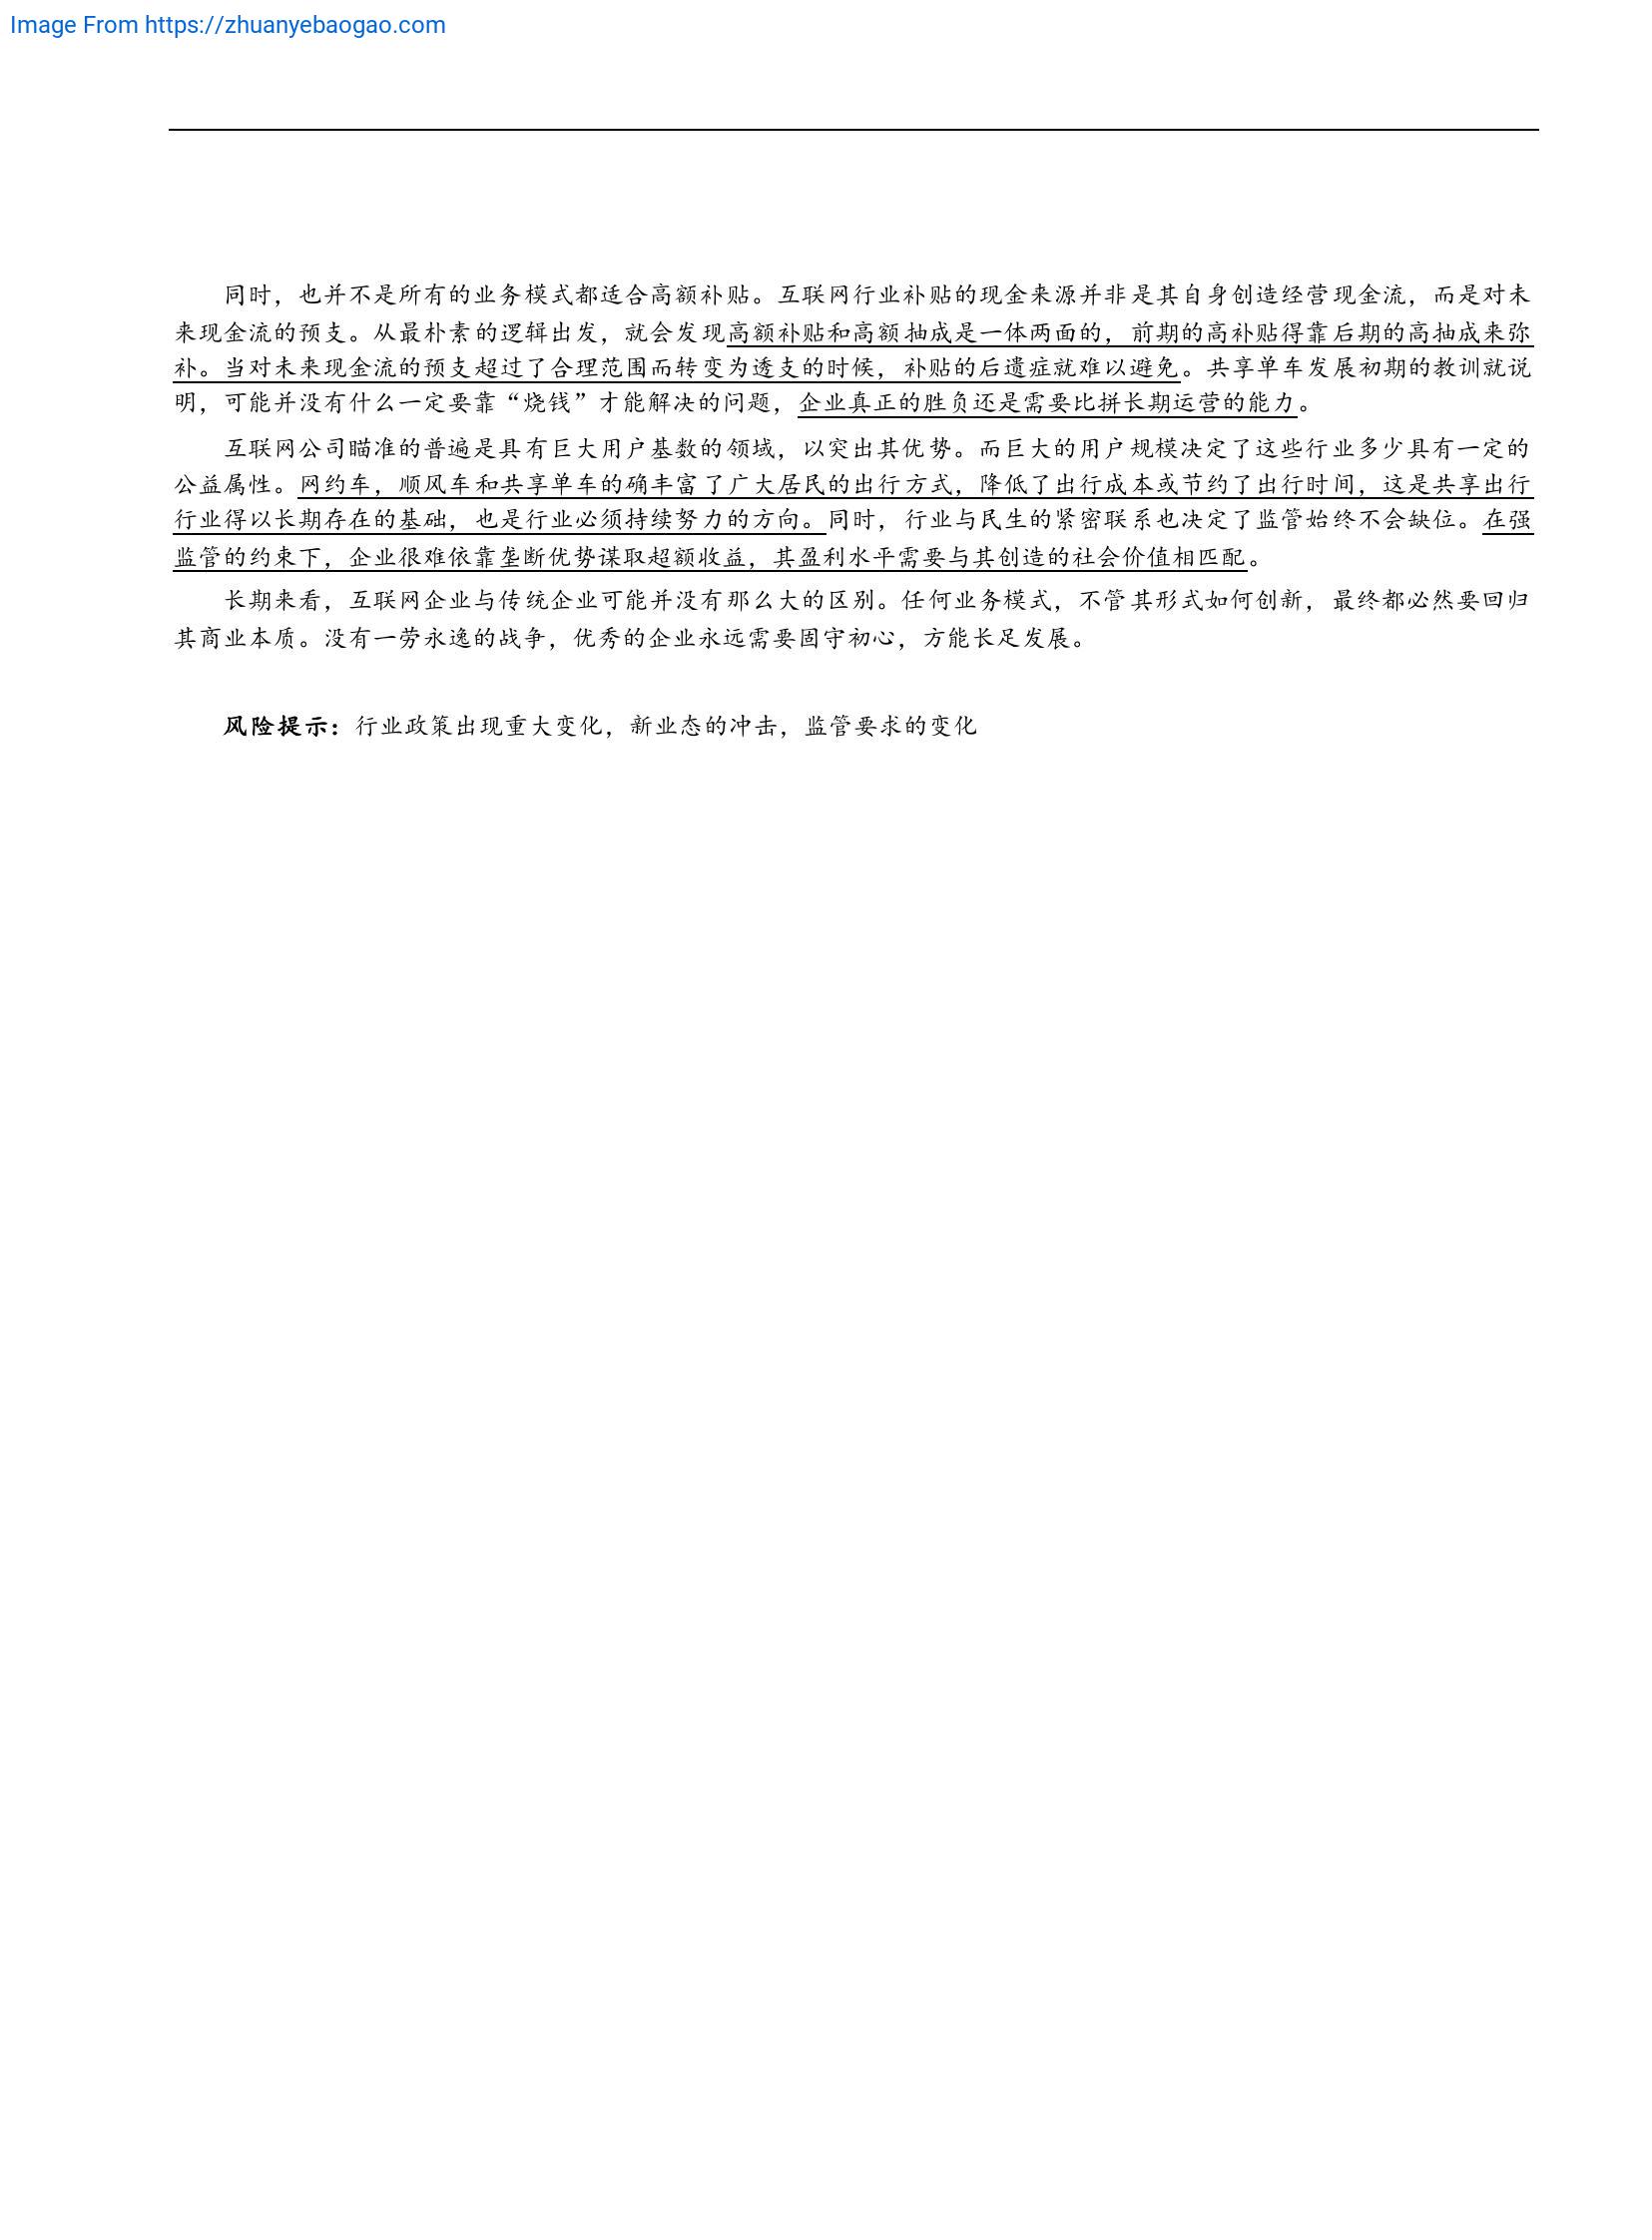 Image From https://zhuanyebaogao.com
同时，也并不是所有的业务模式都适合高额补贴。互联网行业补贴的现金来源并非是其自身创造经营现金流，而是对未
来现金流的预支。从最朴素的逻辑出发，就会发现高额补贴和高额抽成是一体两面的，前期的高补贴得靠后期的高抽成来弥
补。当对未来现金流的预支超过了合理范围而转变为透支的时候，补贴的后遗症就难以避免。共享单车发展初期的教训就说
明，可能并没有什么一定要靠“烧钱”才能解决的问题，企业真正的胜负还是需要比拼长期运营的能力。
互联网公司瞄准的普遍是具有巨大用户基数的领域，以突出其优势。而巨大的用户规模决定了这些行业多少具有一定的
公益属性。网约车，顺风车和共享单车的确丰富了广大居民的出行方式，降低了出行成本或节约了出行时间，这是共享出行
行业得以长期存在的基础，也是行业必须持续努力的方向。同时，行业与民生的紧密联系也决定了监管始终不会缺位。在强
监管的约束下，企业很难依靠垄断优势谋取超额收益，其盈利水平需要与其创造的社会价值相匹配。
长期来看，互联网企业与传统企业可能并没有那么大的区别。任何业务模式，不管其形式如何创新，最终都必然要回归
其商业本质。没有一劳永逸的战争，优秀的企业永远需要固守初心，方能长足发展。
风险提示：行业政策出现重大变化，新业态的冲击，监管要求的变化